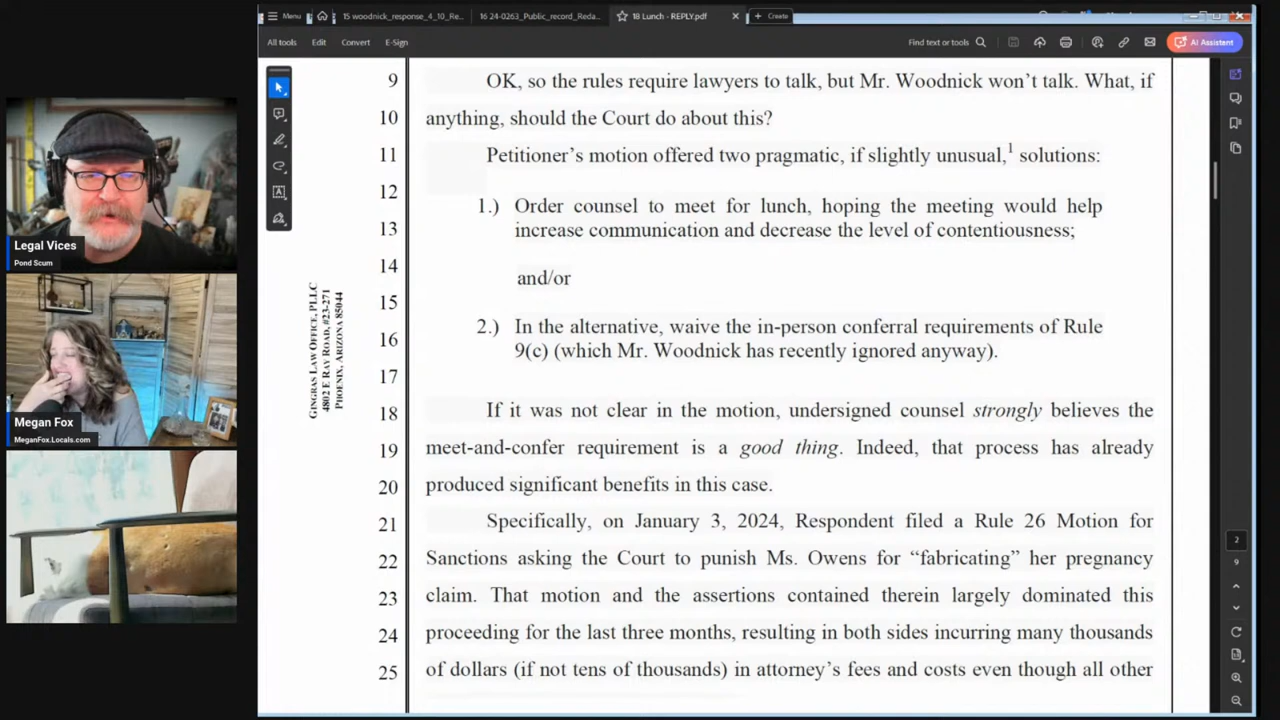 Menu
15 woodnick_response_4_10_Re...
16 24-0263_Public_record_Reda...
18 Lunch - REPLY.pdf
Create
All tools
Edit
Convert
E-Sign
Find text or tools
AI Assistant
9 OK, so the rules require lawyers to talk, but Mr. Woodnick won't talk. What, if
10 anything, should the Court do about this?
11 Petitioner's motion offered two pragmatic, if slightly unusual,1 solutions:
12
1.) Order counsel to meet for lunch, hoping the meeting would help
13 increase communication and decrease the level of contentiousness;
14
and/or
15
2.) In the alternative, waive the in-person conferral requirements of Rule
16
9(c) (which Mr. Woodnick has recently ignored anyway).
17
18 If it was not clear in the motion, undersigned counsel strongly believes the
19 meet-and-confer requirement is a good thing. Indeed, that process has already
20 produced significant benefits in this case.
21 Specifically, on January 3, 2024, Respondent filed a Rule 26 Motion for
22 Sanctions asking the Court to punish Ms. Owens for "fabricating" her pregnancy
23 claim. That motion and the assertions contained therein largely dominated this
24 proceeding for the last three months, resulting in both sides incurring many thousands
25 of dollars (if not tens of thousands) in attorney's fees and costs even though all other
GINGRAS LAW OFFICE, PLLC
4802 E RAY ROAD, #23-271
PHOENIX, ARIZONA 85044
Legal Vices
Pond Scum
Megan Fox
MeganFox.Locals.com
2
9